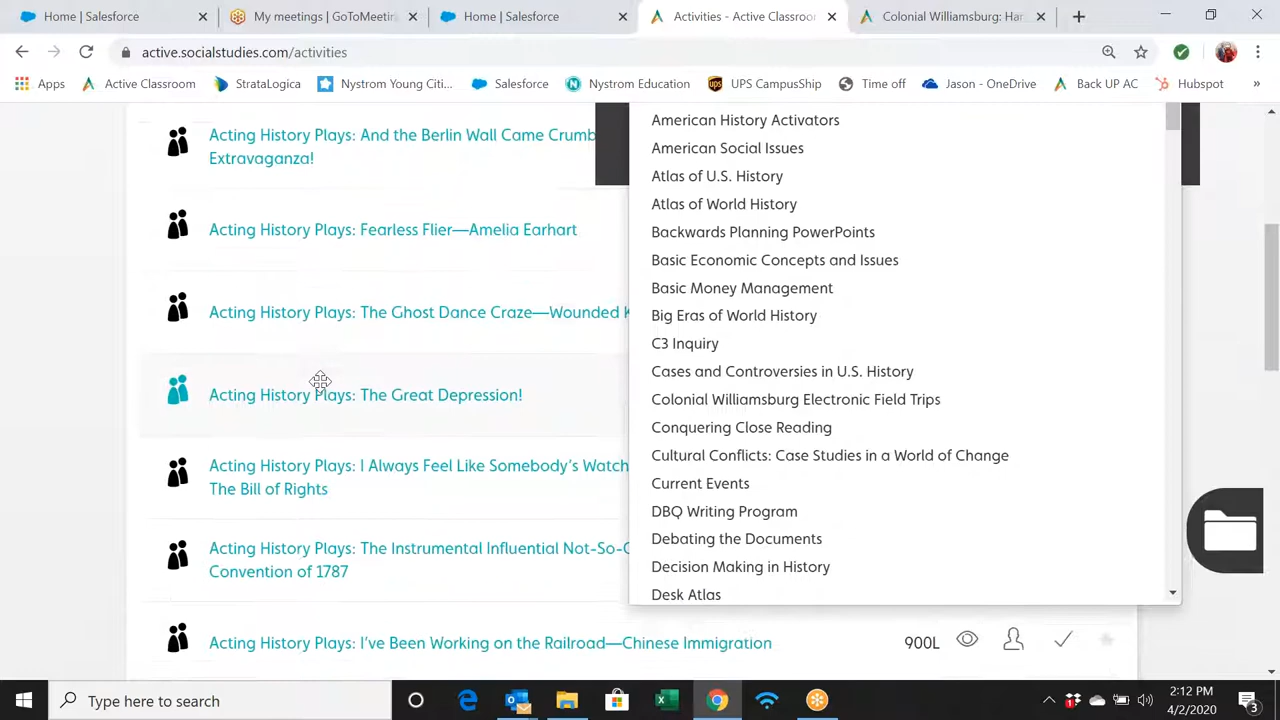 Home | Salesforce
My meetings | GoToMeetin
Home | Salesforce
Activities - Active Classroo
Colonial Williamsburg: Har
active.socialstudies.com/activities
Apps
Active Classroom
StrataLogica
Nystrom Young Citi...
Salesforce
Nystrom Education
UPS CampusShip
Time off
Jason - OneDrive
Back UP AC
Hubspot
»
Acting History Plays: And the Berlin Wall Came Crumb
Extravaganza!
Acting History Plays: Fearless Flier—Amelia Earhart
Acting History Plays: The Ghost Dance Craze—Wounded K
Acting History Plays: The Great Depression!
Acting History Plays: I Always Feel Like Somebody's Watch
The Bill of Rights
Acting History Plays: The Instrumental Influential Not-So-
Convention of 1787
Acting History Plays: I've Been Working on the Railroad—Chinese Immigration
900L
American History Activators
American Social Issues
Atlas of U.S. History
Atlas of World History
Backwards Planning PowerPoints
Basic Economic Concepts and Issues
Basic Money Management
Big Eras of World History
C3 Inquiry
Cases and Controversies in U.S. History
Colonial Williamsburg Electronic Field Trips
Conquering Close Reading
Cultural Conflicts: Case Studies in a World of Change
Current Events
DBQ Writing Program
Debating the Documents
Decision Making in History
Desk Atlas
Type here to search
2:12 PM
4/2/2020
3